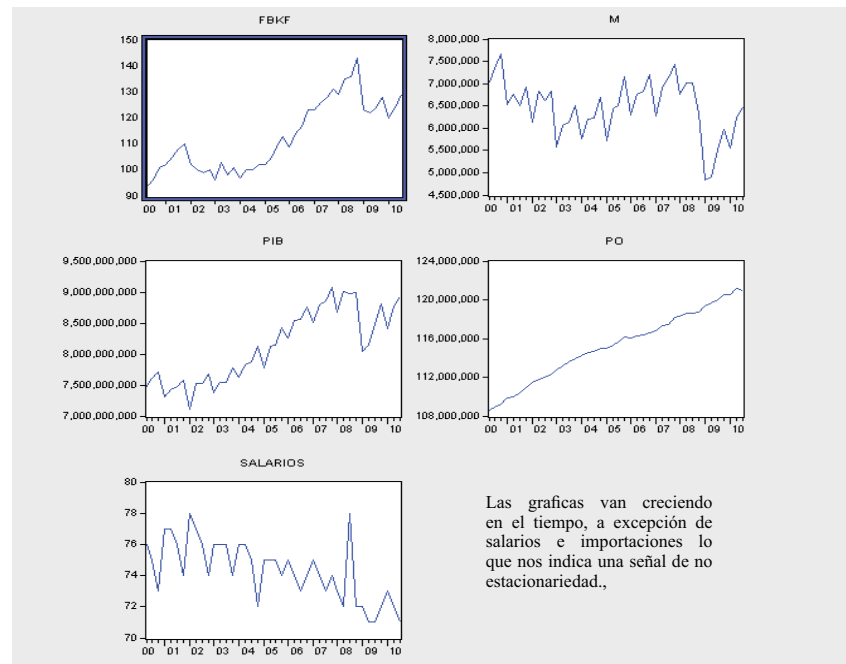 FBKF
150
140
130
120
110
100
90
00 01 02 03 04 05 06 07 08 09 10
M
8,000,000
7,500,000
7,000,000
6,500,000
6,000,000
5,500,000
5,000,000
4,500,000
00 01 02 03 04 05 06 07 08 09 10
PIB
9,500,000,000
9,000,000,000
8,500,000,000
8,000,000,000
7,500,000,000
7,000,000,000
00 01 02 03 04 05 06 07 08 09 10
PO
124,000,000
120,000,000
116,000,000
112,000,000
108,000,000
00 01 02 03 04 05 06 07 08 09 10
SALARIOS
80
78
76
74
72
70
00 01 02 03 04 05 06 07 08 09 10
Las graficas van creciendo
en el tiempo, a excepción de
salarios e importaciones lo
que nos indica una señal de no
estacionariedad.,